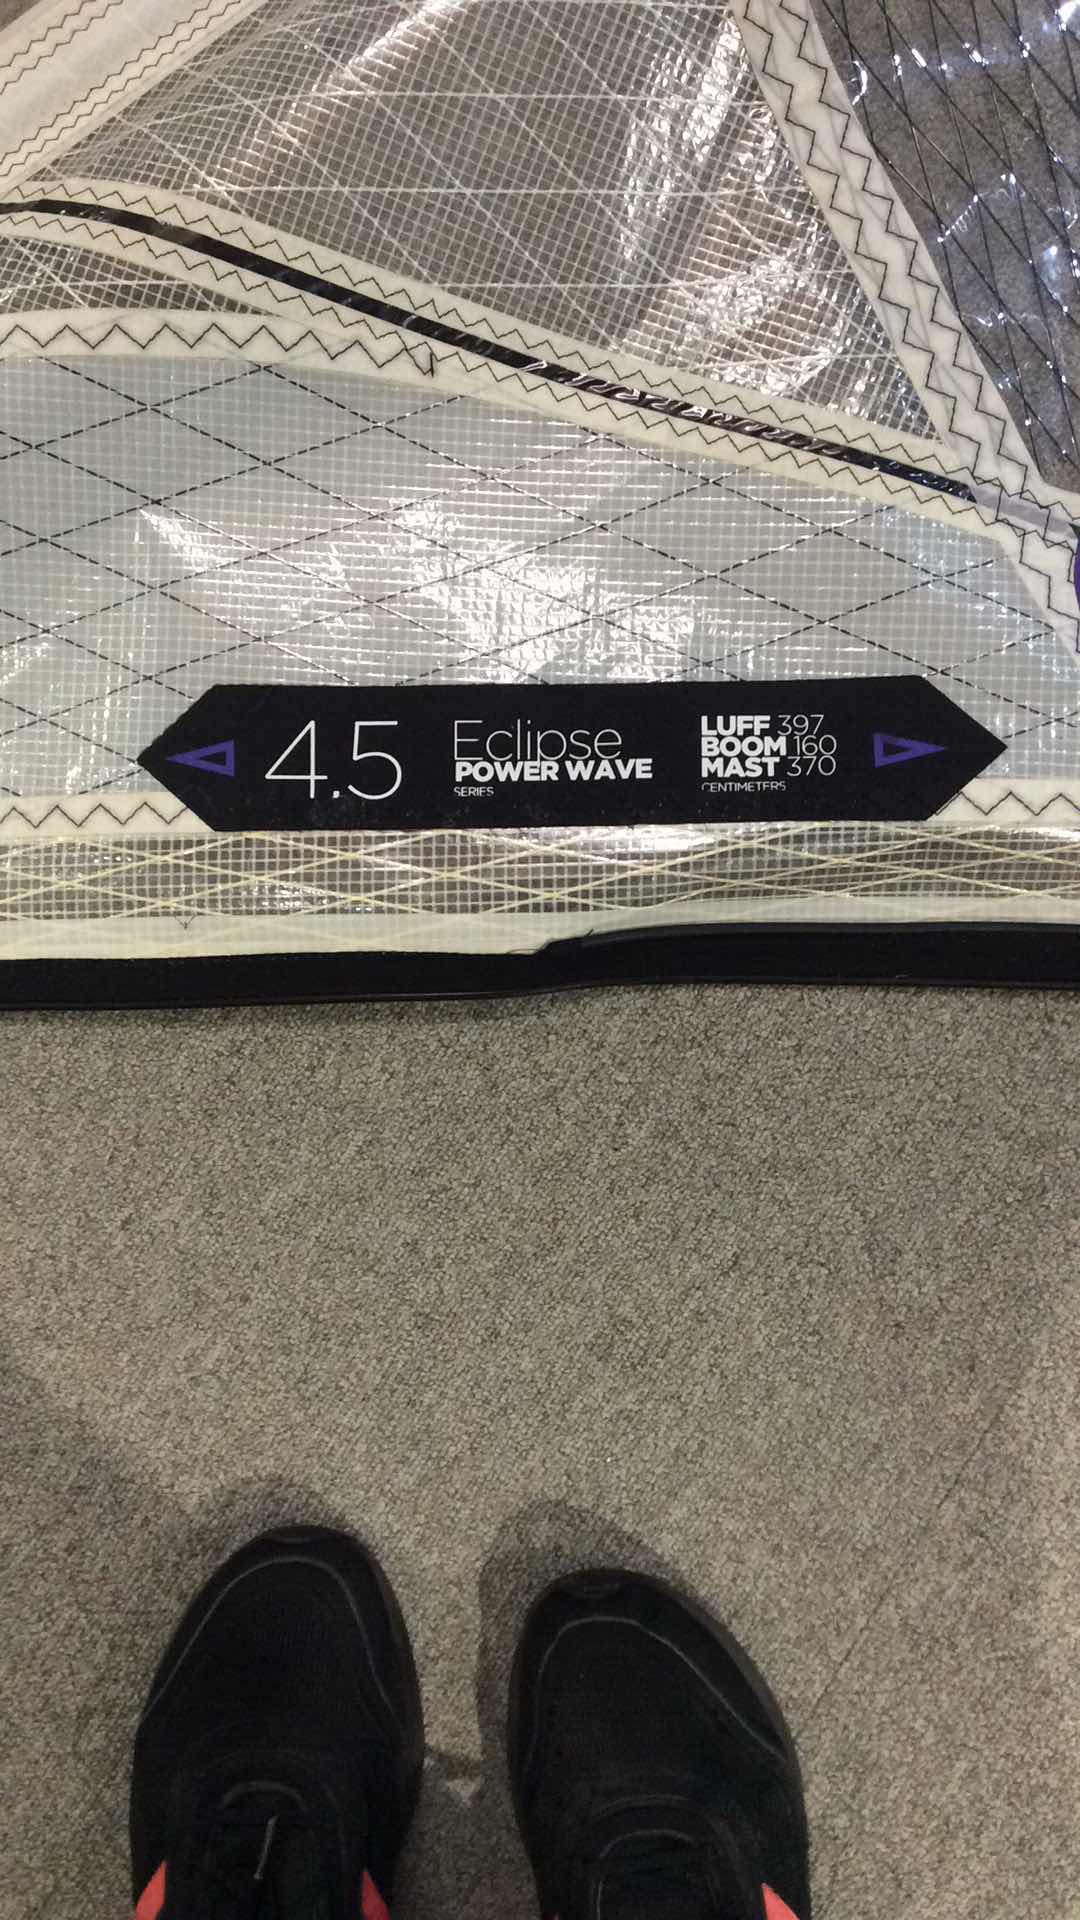 4.5
Eclipse
POWER WAVE
SERIES
LUFF 397
BOOM 160
MAST 370
CENTIMETERS